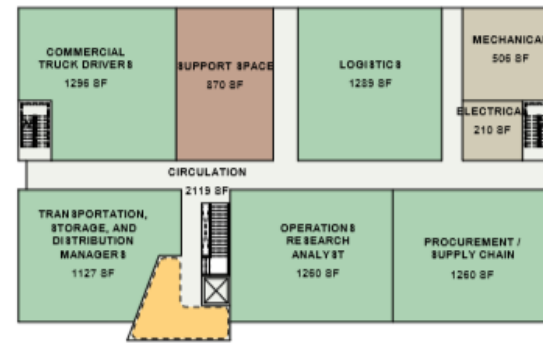 COMMERCIAL
TRUCK DRIVERS
1296 SF
SUPPORT SPACE
870 SF
LOGISTICS
1289 SF
MECHANICAL
506 SF
ELECTRICAL
210 SF
CIRCULATION
2119 SF
TRANSPORTATION,
STORAGE, AND
DISTRIBUTION
MANAGERS
1127 SF
OPERATIONS
RESEARCH
ANALYST
1260 SF
PROCUREMENT /
SUPPLY CHAIN
1260 SF